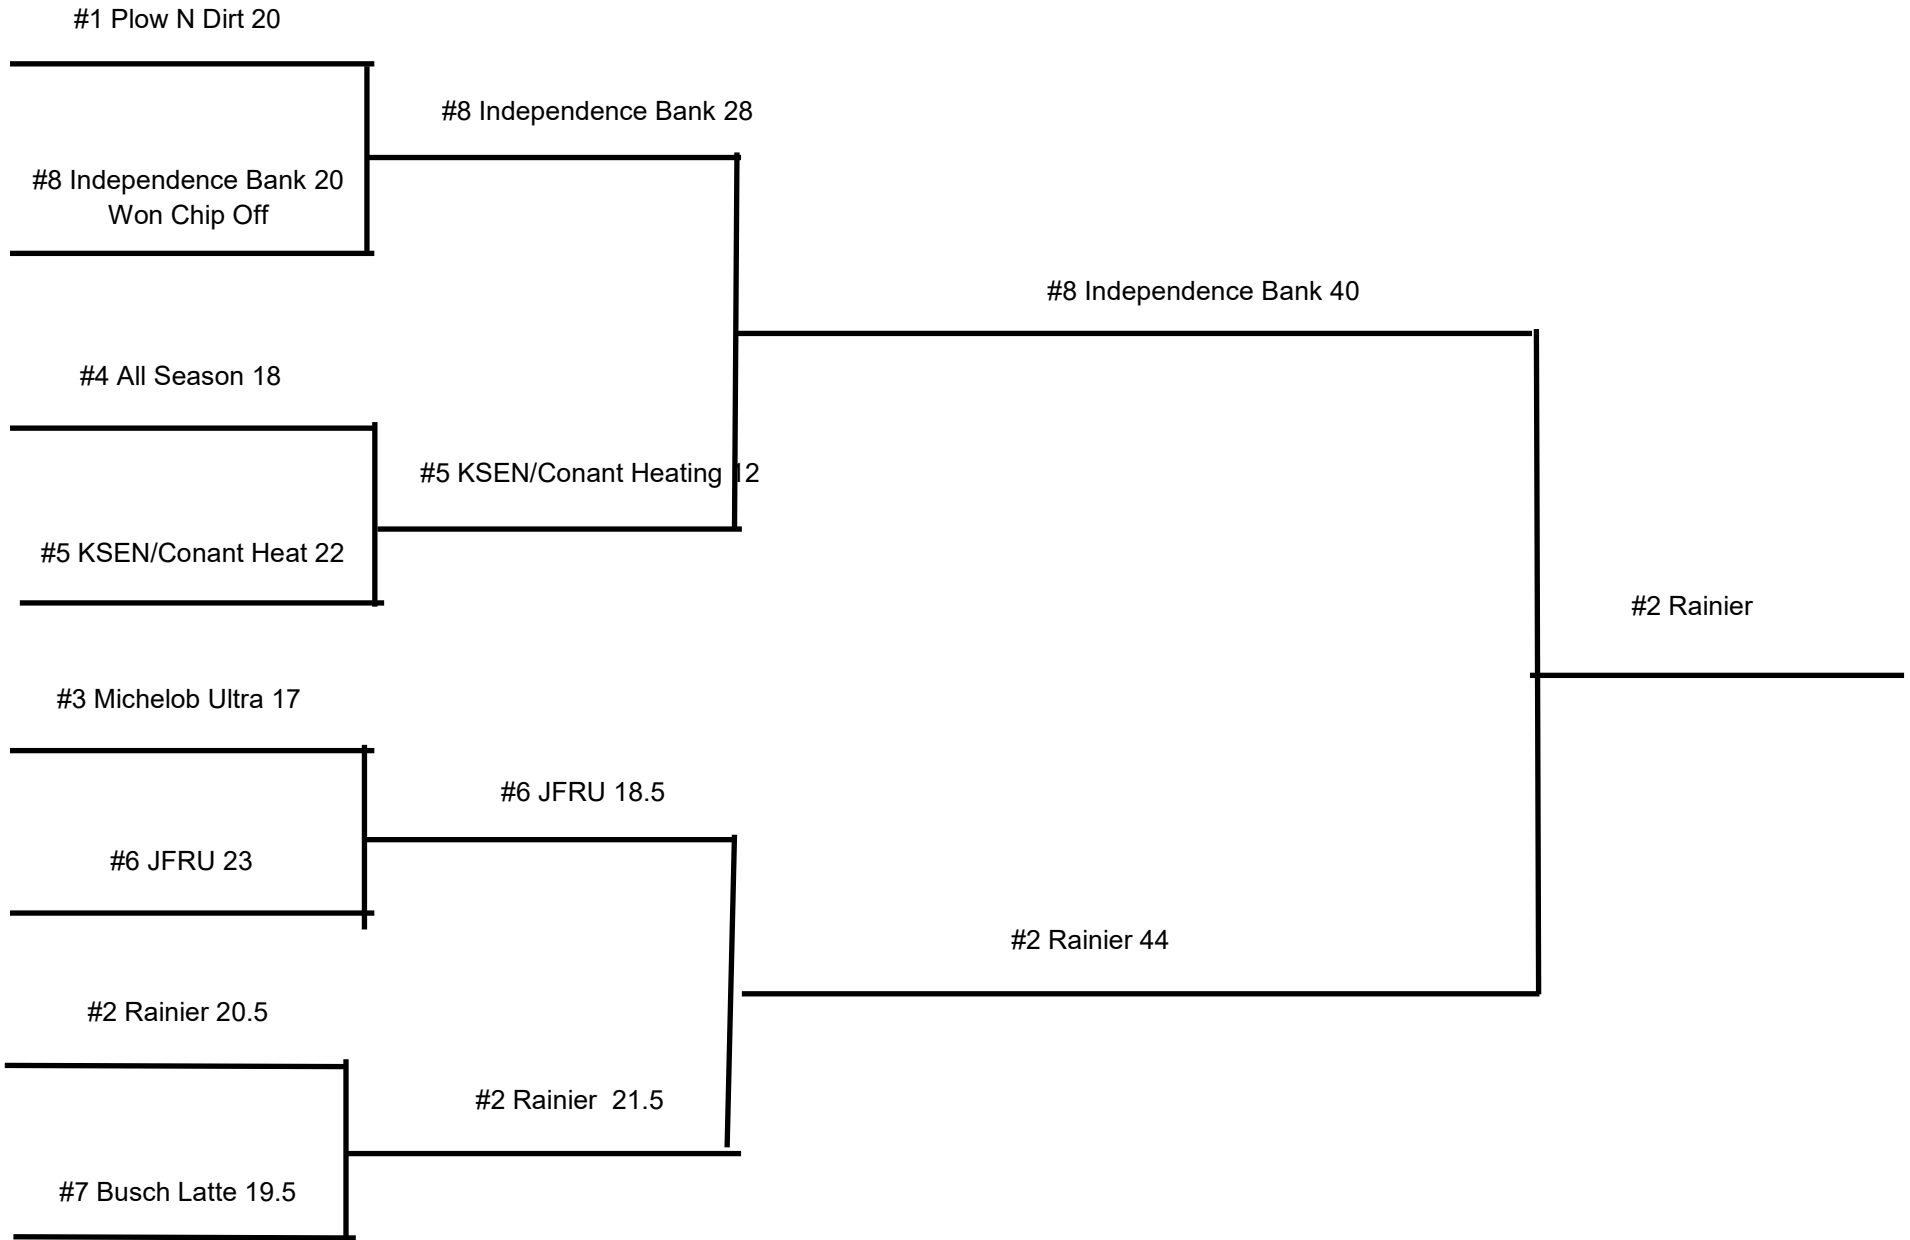 #1 Plow N Dirt 20
#8 Independence Bank 28
#8 Independence Bank 20
Won Chip Off
#8 Independence Bank 40
#4 All Season 18
#5 KSEN/Conant Heating 12
#5 KSEN/Conant Heat 22
#2 Rainier
#3 Michelob Ultra 17
#6 JFRU 18.5
#6 JFRU 23
#2 Rainier 44
#2 Rainier 20.5
#2 Rainier  21.5
#7 Busch Latte 19.5